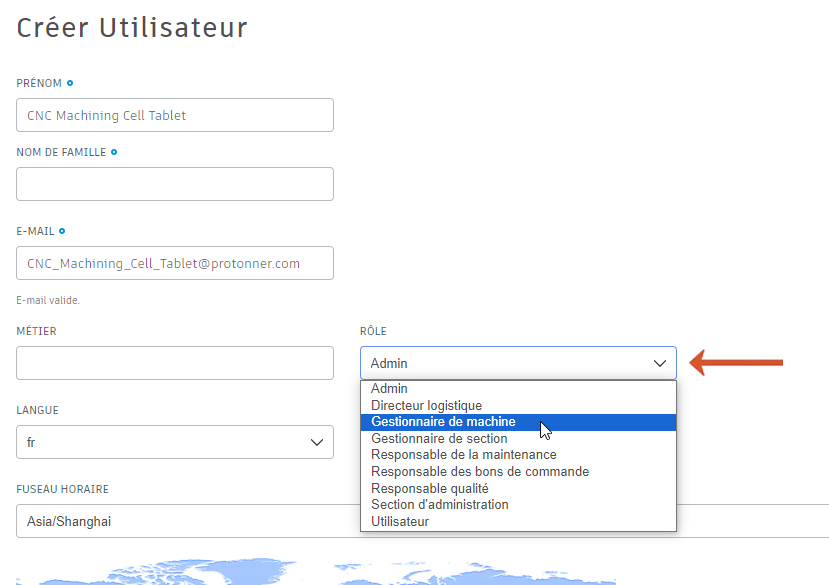 Créer Utilisateur
PRÉNOM
CNC Machining Cell Tablet
NOM DE FAMILLE
E-MAIL
CNC_Machining_Cell_Tablet@protonner.com
E-mail valide.
MÉTIER
RÔLE
Admin
Admin
Directeur logistique
Gestionnaire de machine
Gestionnaire de section
Responsable de la maintenance
Responsable des bons de commande
Responsable qualité
Section d'administration
Utilisateur
LANGUE
fr
FUSEAU HORAIRE
Asia/Shanghai